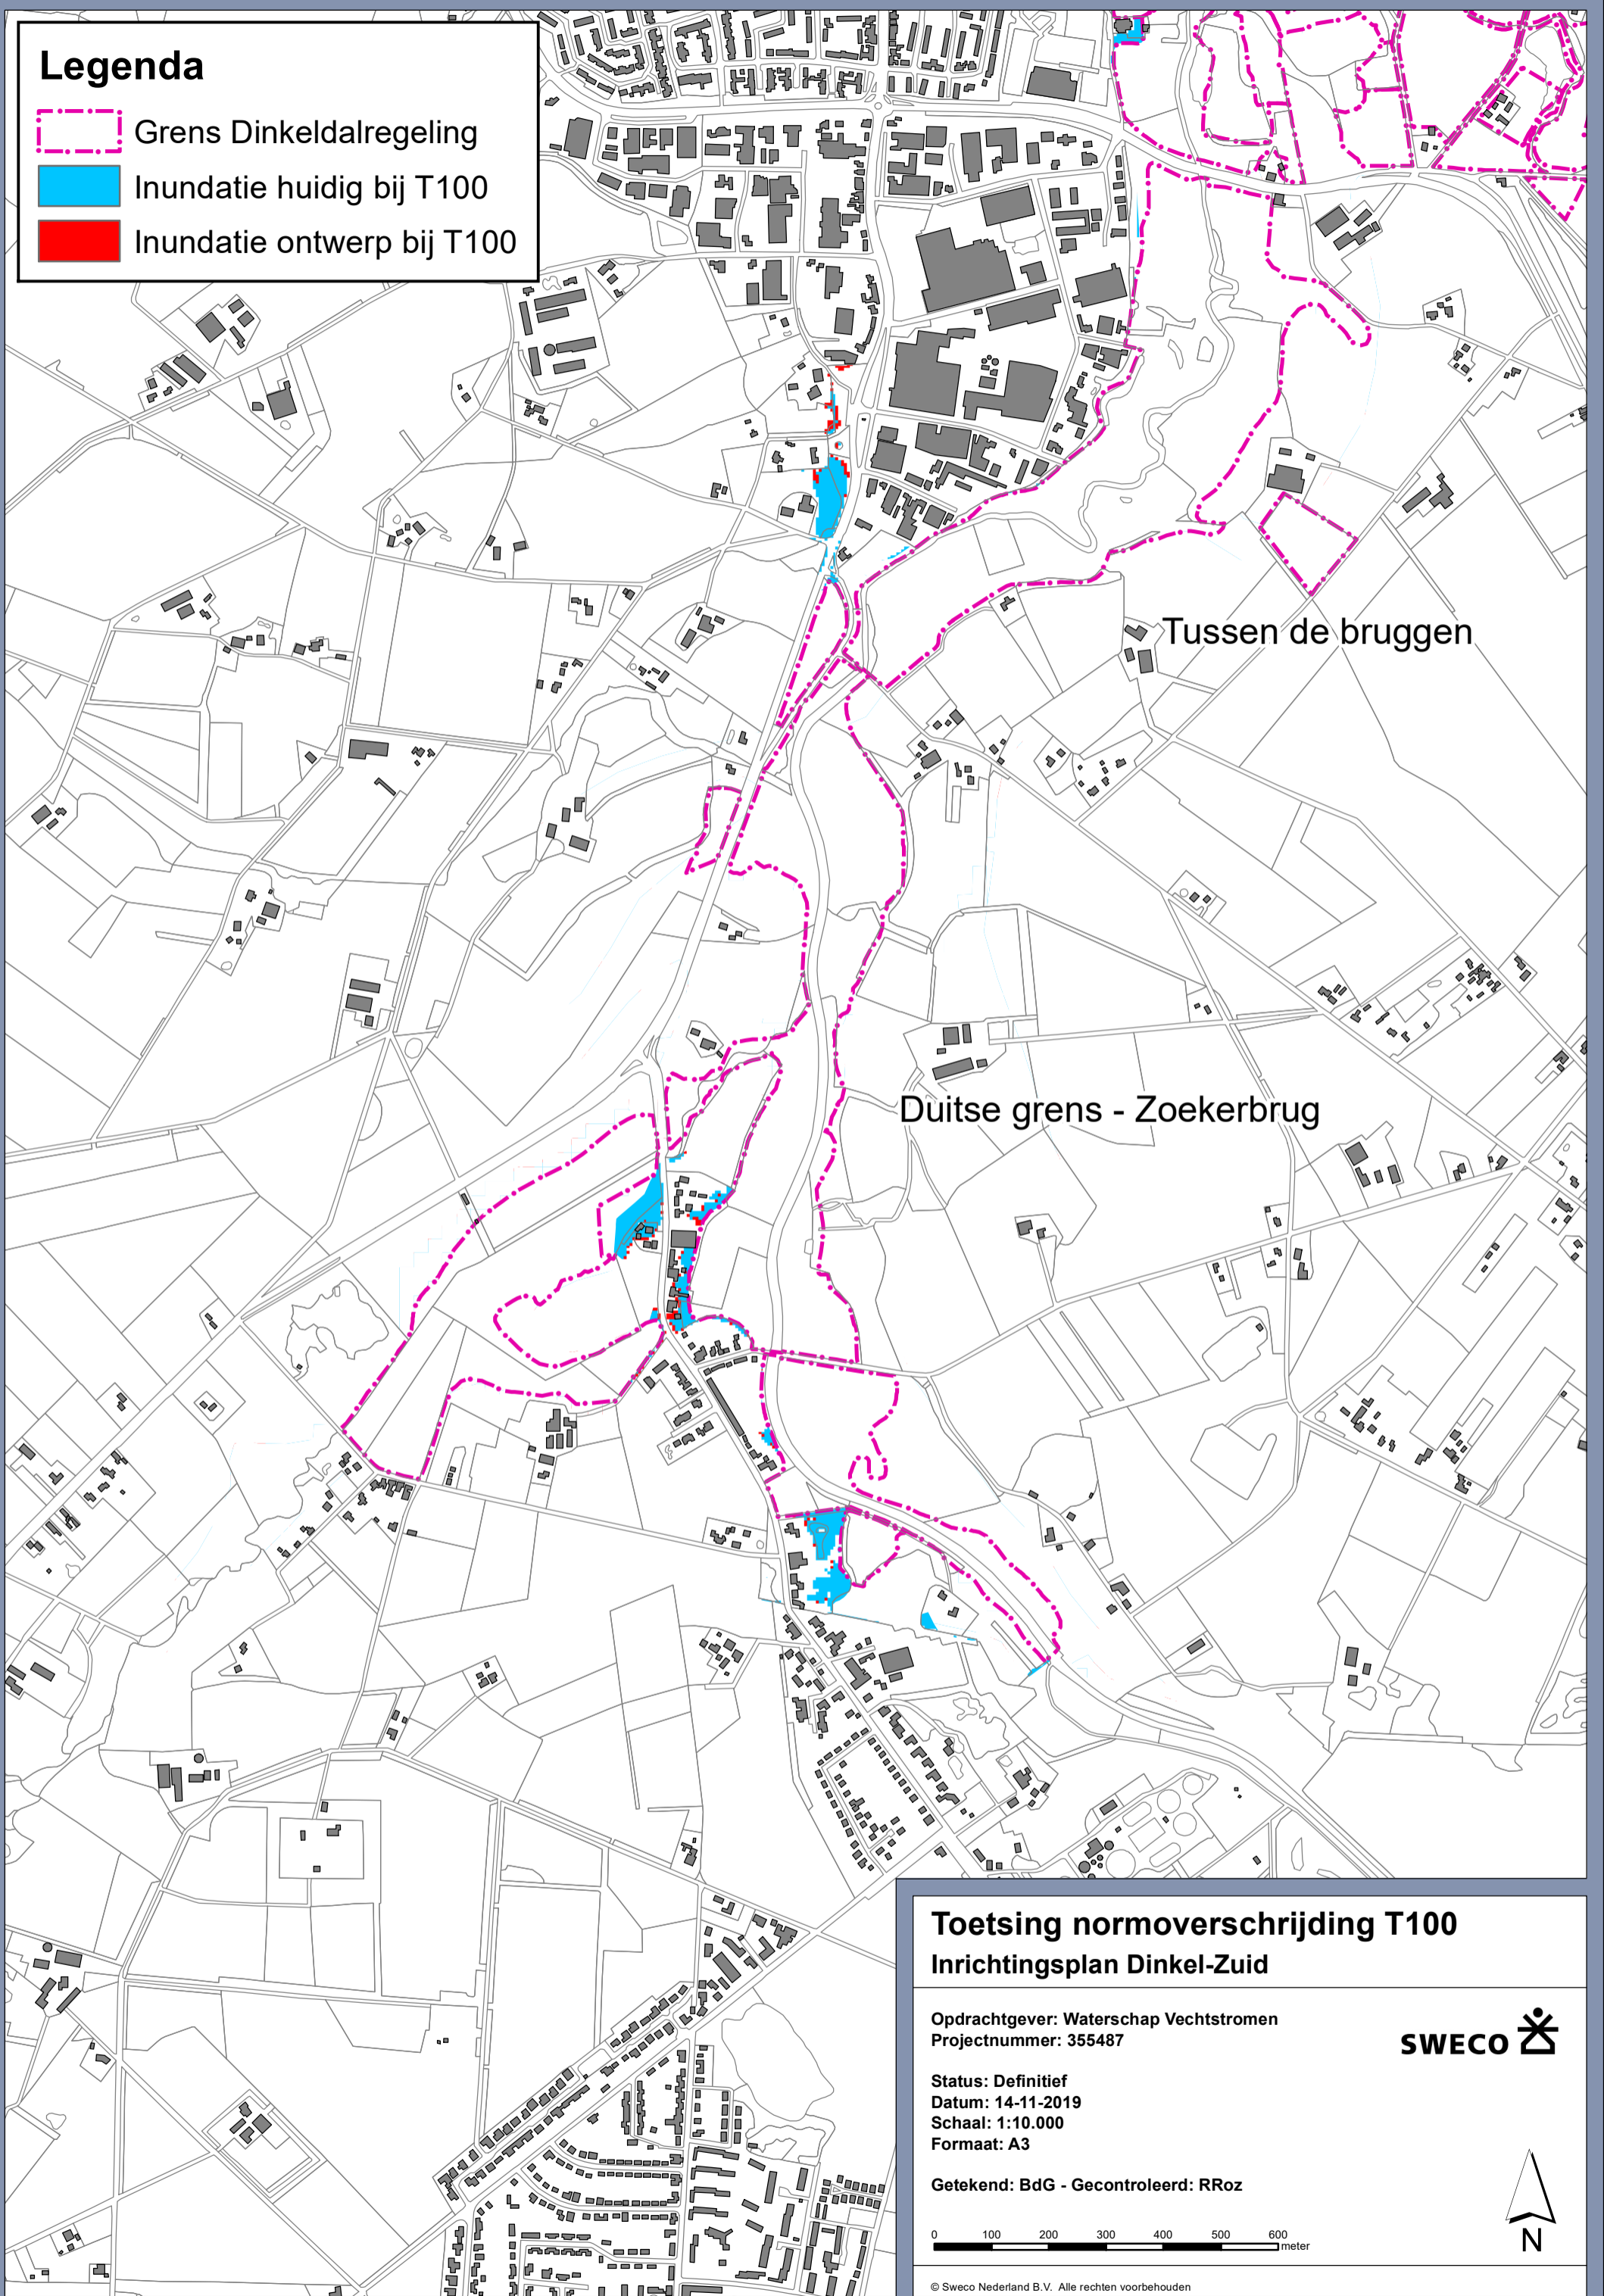 Legenda
Grens Dinkeldalregeling
Inundatie huidig bij T100
Inundatie ontwerp bij T100
Tussen de bruggen
Duitse grens - Zoekerbrug
Toetsing normoverschrijding T100
Inrichtingsplan Dinkel-Zuid
Opdrachtgever: Waterschap Vechtstromen
Projectnummer: 355487
SWECO
Status: Definitief
Datum: 14-11-2019
Schaal: 1:10.000
Formaat: A3
Getekend: BdG - Gecontroleerd: RRoz
0 100 200 300 400 500 600
meter
N
© Sweco Nederland B.V. Alle rechten voorbehouden